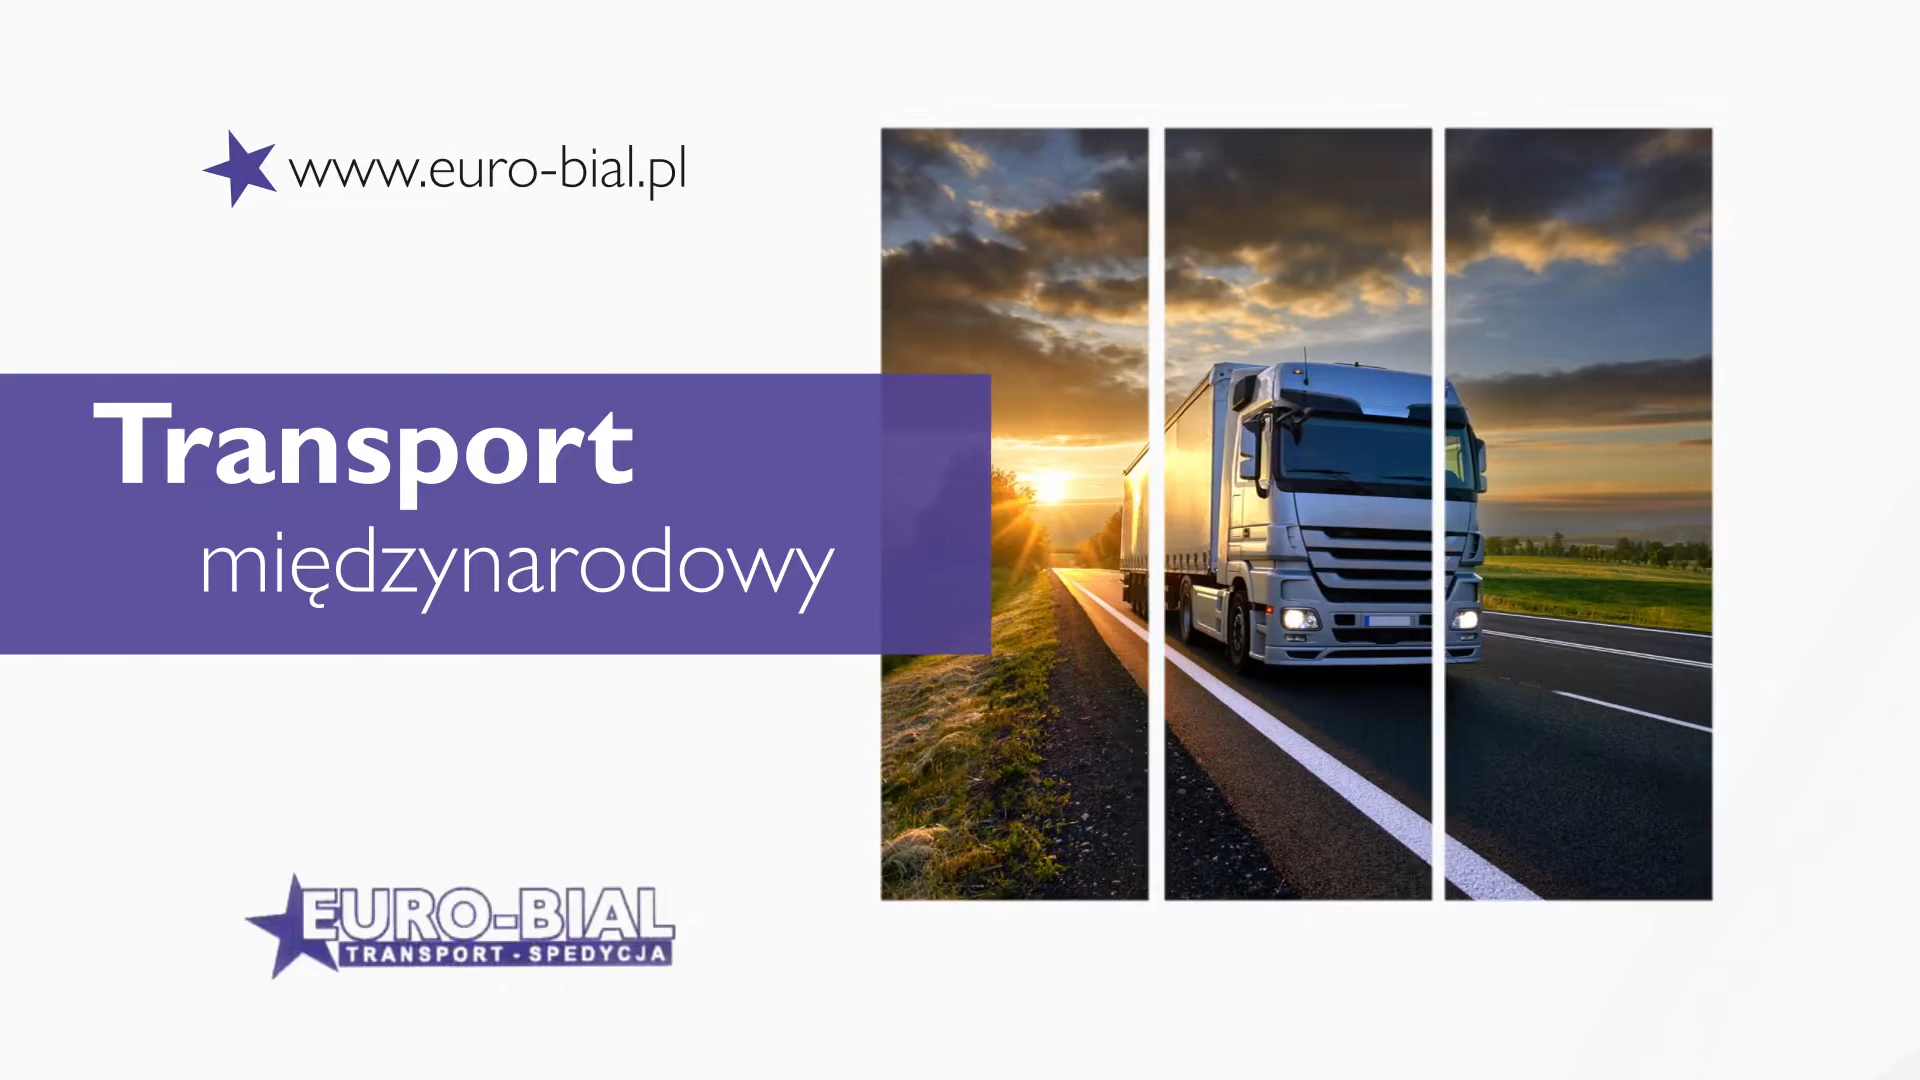 www.euro-bial.pl
Transport
międzynarodowy
EURO-BIAL
TRANSPORT - SPEDYCJA